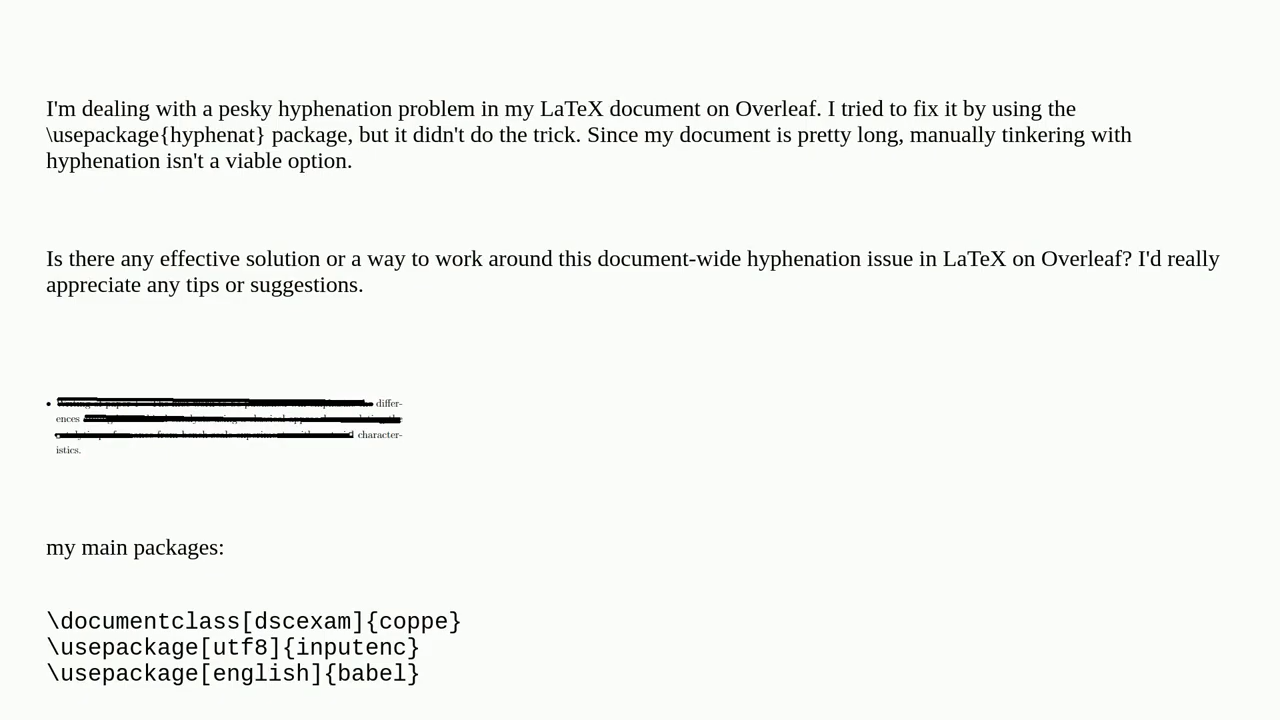 I'm dealing with a pesky hyphenation problem in my LaTeX document on Overleaf. I tried to fix it by using the
\usepackage{hyphenat} package, but it didn't do the trick. Since my document is pretty long, manually tinkering with
hyphenation isn't a viable option.
Is there any effective solution or a way to work around this document-wide hyphenation issue in LaTeX on Overleaf? I'd really
appreciate any tips or suggestions.
• differ-
ences
character-
istics.
my main packages:
\documentclass[dscexam]{coppe}
\usepackage[utf8]{inputenc}
\usepackage[english]{babel}